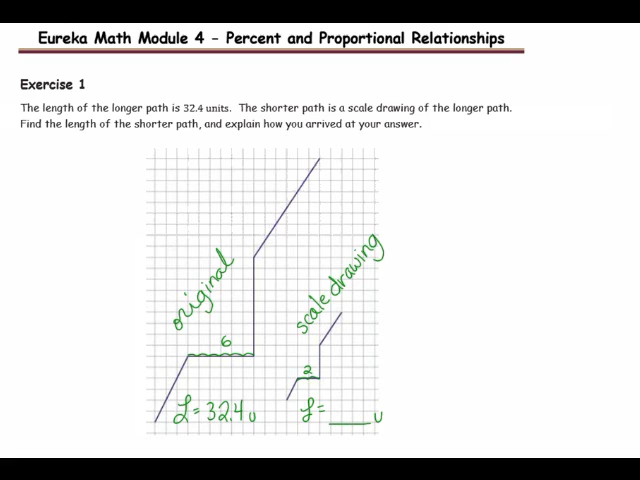 Eureka Math Module 4 – Percent and Proportional Relationships
Exercise 1
The length of the longer path is 32.4 units. The shorter path is a scale drawing of the longer path.
Find the length of the shorter path, and explain how you arrived at your answer.
original
scale drawing
6
2
L = 32.4 u
L = ____ u